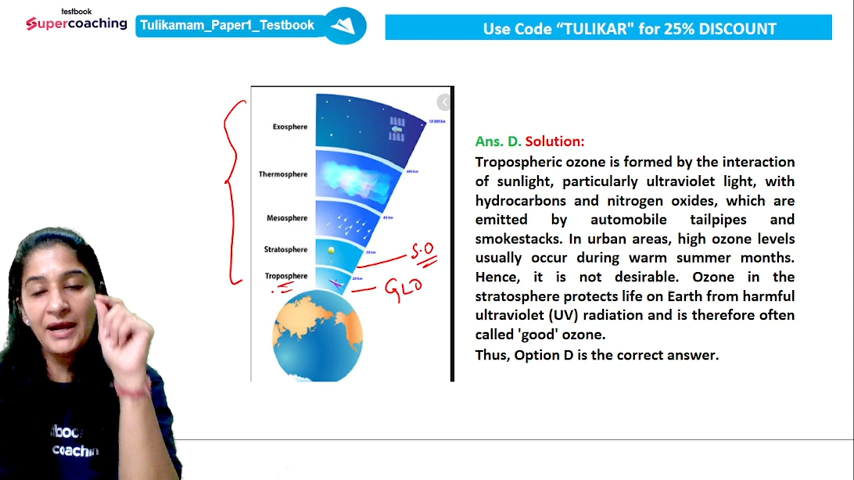 testbook
Supercoaching
Tulikamam_Paper1_Testbook
Use Code “TULIKAR" for 25% DISCOUNT
Exosphere
10 000 km
Thermosphere
Mesosphere
Stratosphere
S.O
Troposphere
GLO
Ans. D. Solution:
Tropospheric ozone is formed by the interaction
of sunlight, particularly ultraviolet light, with
hydrocarbons and nitrogen oxides, which are
emitted by automobile tailpipes and
smokestacks. In urban areas, high ozone levels
usually occur during warm summer months.
Hence, it is not desirable. Ozone in the
stratosphere protects life on Earth from harmful
ultraviolet (UV) radiation and is therefore often
called 'good' ozone.
Thus, Option D is the correct answer.
coachin